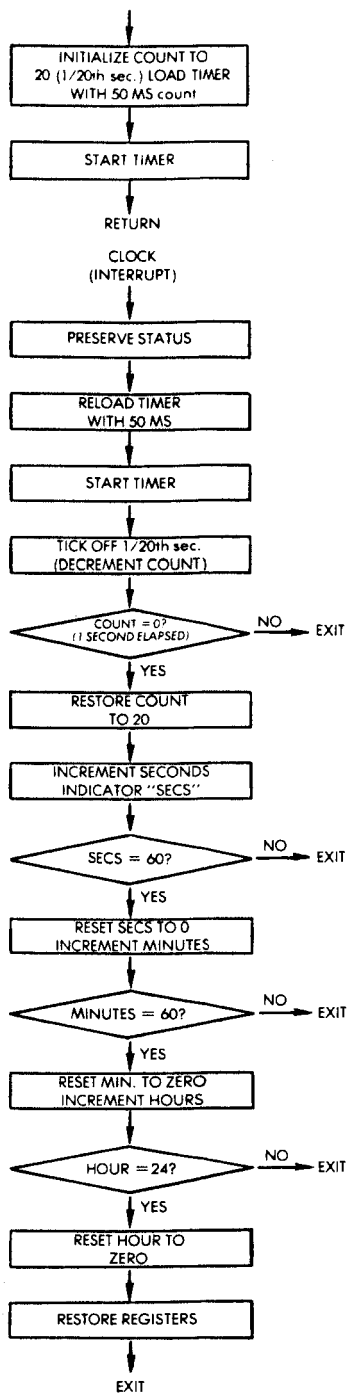 INITIALIZE COUNT TO
20 (1/20th sec.) LOAD TIMER
WITH 50 MS count
START TIMER
RETURN
CLOCK
(INTERRUPT)
PRESERVE STATUS
RELOAD TIMER
WITH 50 MS
START TIMER
TICK OFF 1/20th sec.
(DECREMENT COUNT)
COUNT = 0?
(1 SECOND ELAPSED)
NO
EXIT
YES
RESTORE COUNT
TO 20
INCREMENT SECONDS
INDICATOR "SECS"
SECS = 60?
NO
EXIT
YES
RESET SECS TO 0
INCREMENT MINUTES
MINUTES = 60?
NO
EXIT
YES
RESET MIN. TO ZERO
INCREMENT HOURS
HOUR = 24?
NO
EXIT
YES
RESET HOUR TO
ZERO
RESTORE REGISTERS
EXIT